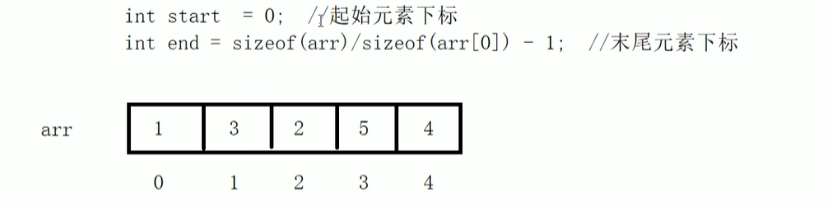 int start = 0; //起始元素下标
int end = sizeof(arr)/sizeof(arr[0]) - 1; //末尾元素下标
arr 1 3 2 5 4
0 1 2 3 4